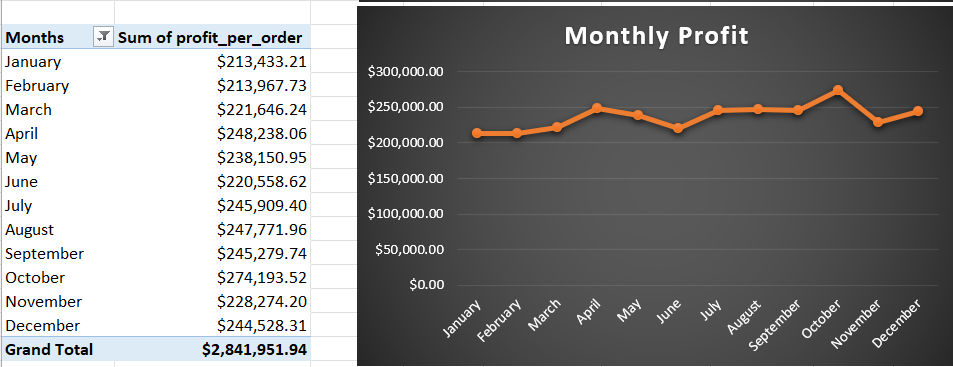 Months Sum of profit_per_order
January $213,433.21
February $213,967.73
March $221,646.24
April $248,238.06
May $238,150.95
June $220,558.62
July $245,909.40
August $247,771.96
September $245,279.74
October $274,193.52
November $228,274.20
December $244,528.31
Grand Total $2,841,951.94
Monthly Profit
$300,000.00
$250,000.00
$200,000.00
$150,000.00
$100,000.00
$50,000.00
$0.00
January February March April May June July August September October November December